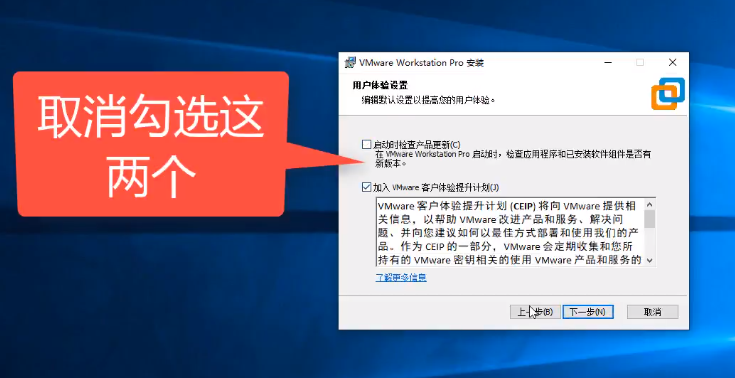 取消勾选这
两个
VMware Workstation Pro 安装
用户体验设置
编辑默认设置以提高您的用户体验。
启动时检查产品更新(C)
在 VMware Workstation Pro 启动时，检查应用程序和已安装软件组件是否有
新版本。
加入 VMware 客户体验提升计划(J)
VMware 客户体验提升计划 (CEIP) 将向 VMware 提供相
关信息，以帮助 VMware 改进产品和服务、解决问
题、并向您建议如何以最佳方式部署和使用我们的产
品。作为 CEIP 的一部分，VMware 会定期收集和您所
持有的 VMware 密钥相关的使用 VMware 产品和服务的
了解更多信息
上一步(B)
下一步(N)
取消